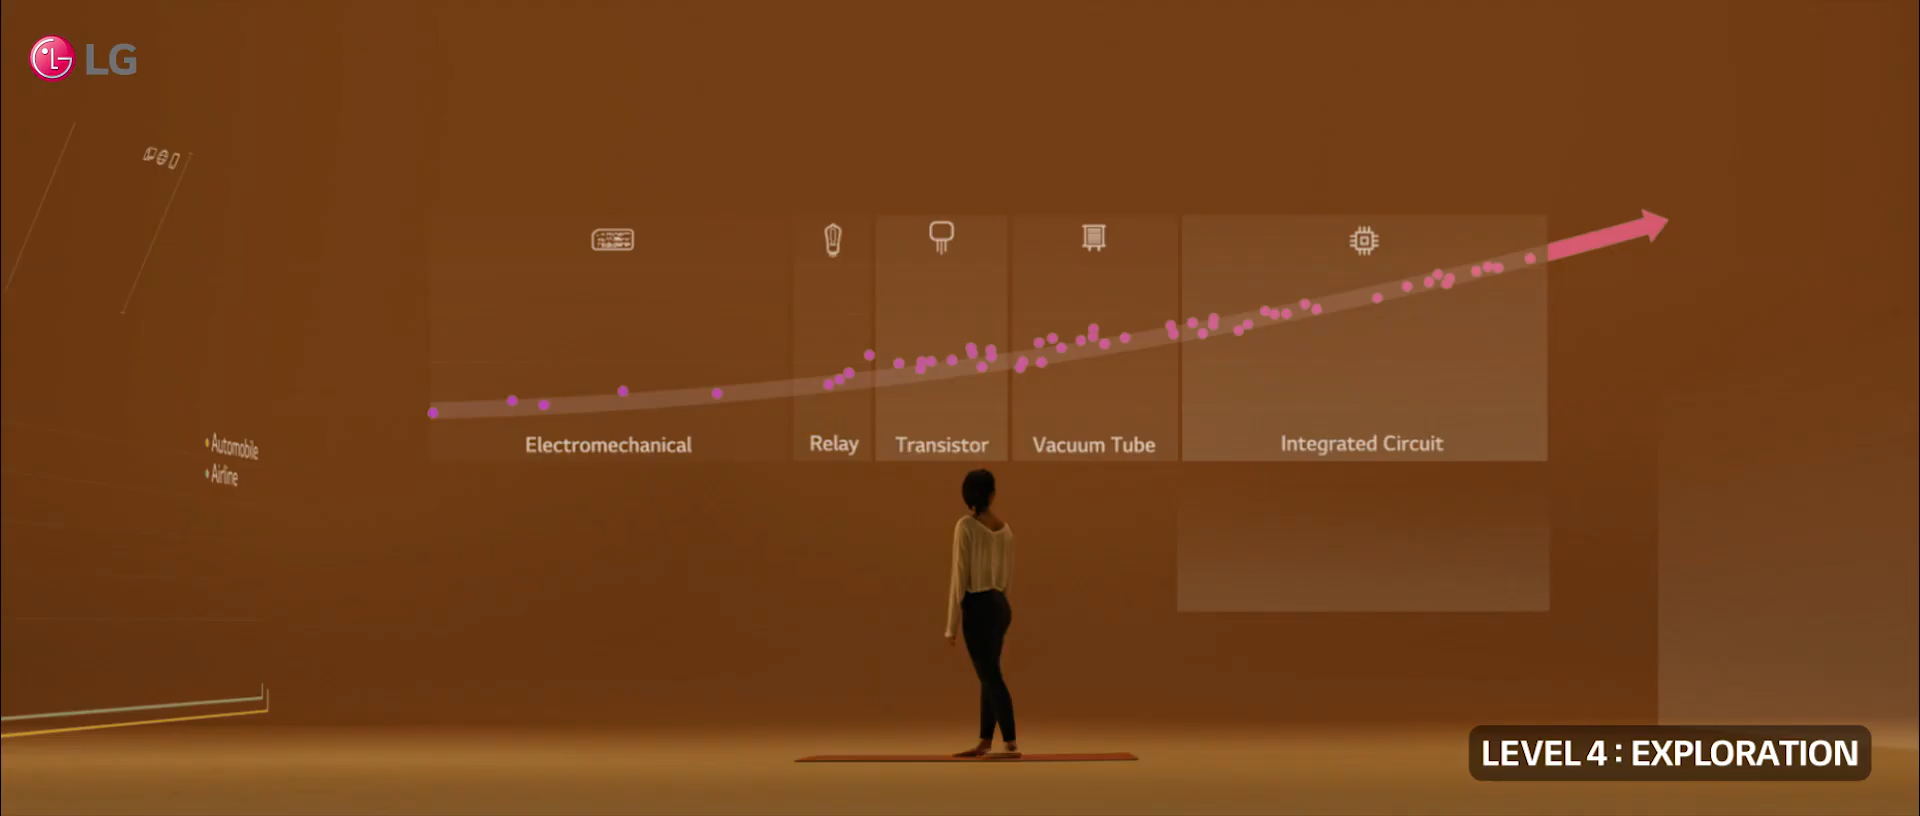 LG
Electromechanical
Relay
Transistor
Vacuum Tube
Integrated Circuit
Automobile
Airline
LEVEL 4 : EXPLORATION